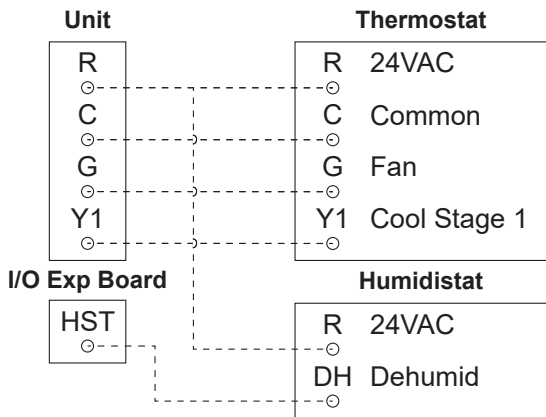 Unit
Thermostat
R
R 24VAC
C
C Common
G
G Fan
Y1
Y1 Cool Stage 1
I/O Exp Board
Humidistat
HST
R 24VAC
DH Dehumid